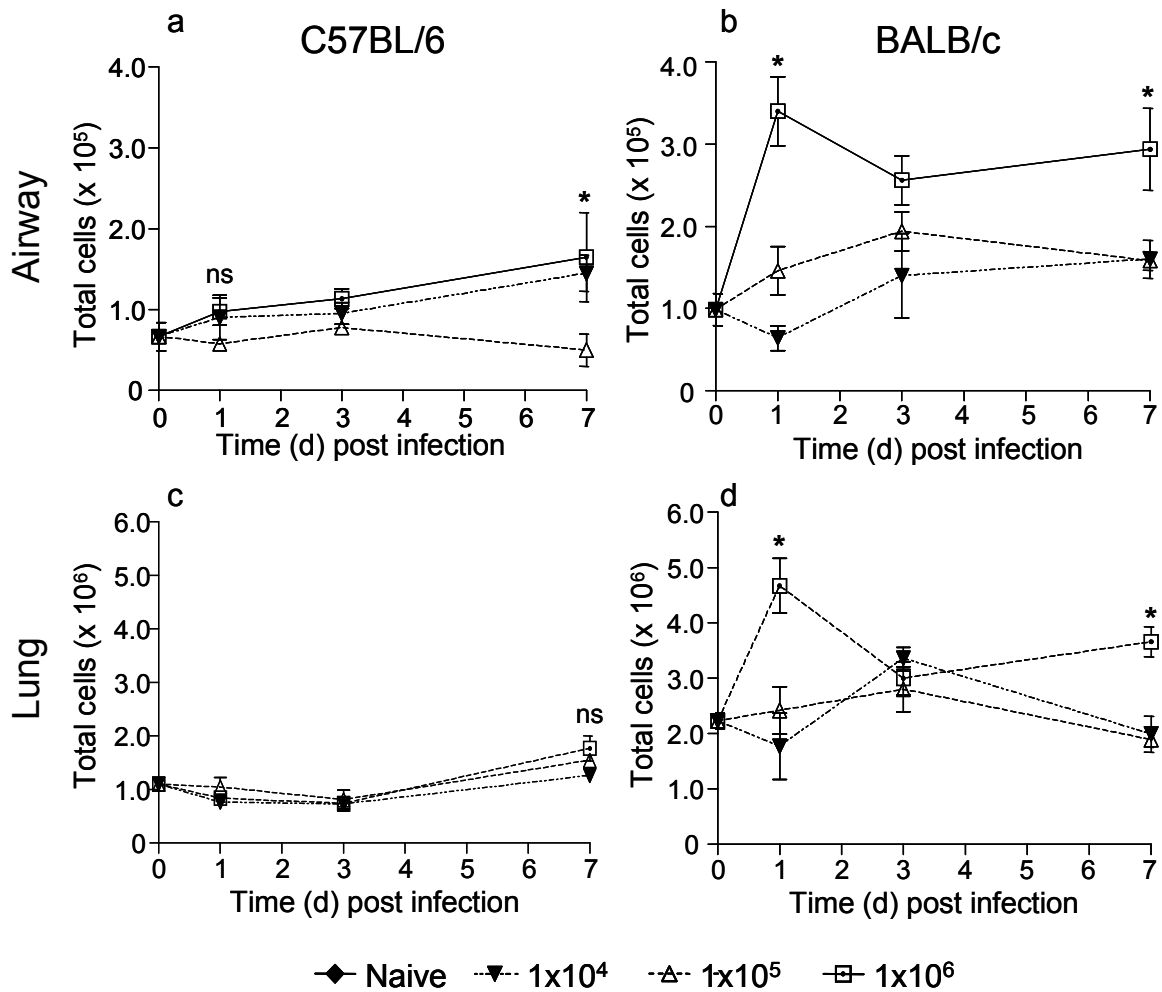 a
C57BL/6
b
BALB/c
Airway
Total cells (x 10⁵)
4.0
3.0
2.0
1.0
0
ns
*
0 1 2 3 4 5 6 7
Time (d) post infection
Total cells (x 10⁵)
4.0
3.0
2.0
1.0
0
*
*
0 1 2 3 4 5 6 7
Time (d) post infection
Lung
c
Total cells (x 10⁶)
6.0
5.0
4.0
3.0
2.0
1.0
0
ns
0 1 2 3 4 5 6 7
Time (d) post infection
d
Total cells (x 10⁶)
6.0
5.0
4.0
3.0
2.0
1.0
0
*
*
0 1 2 3 4 5 6 7
Time (d) post infection
Naive 1x10⁴ 1x10⁵ 1x10⁶